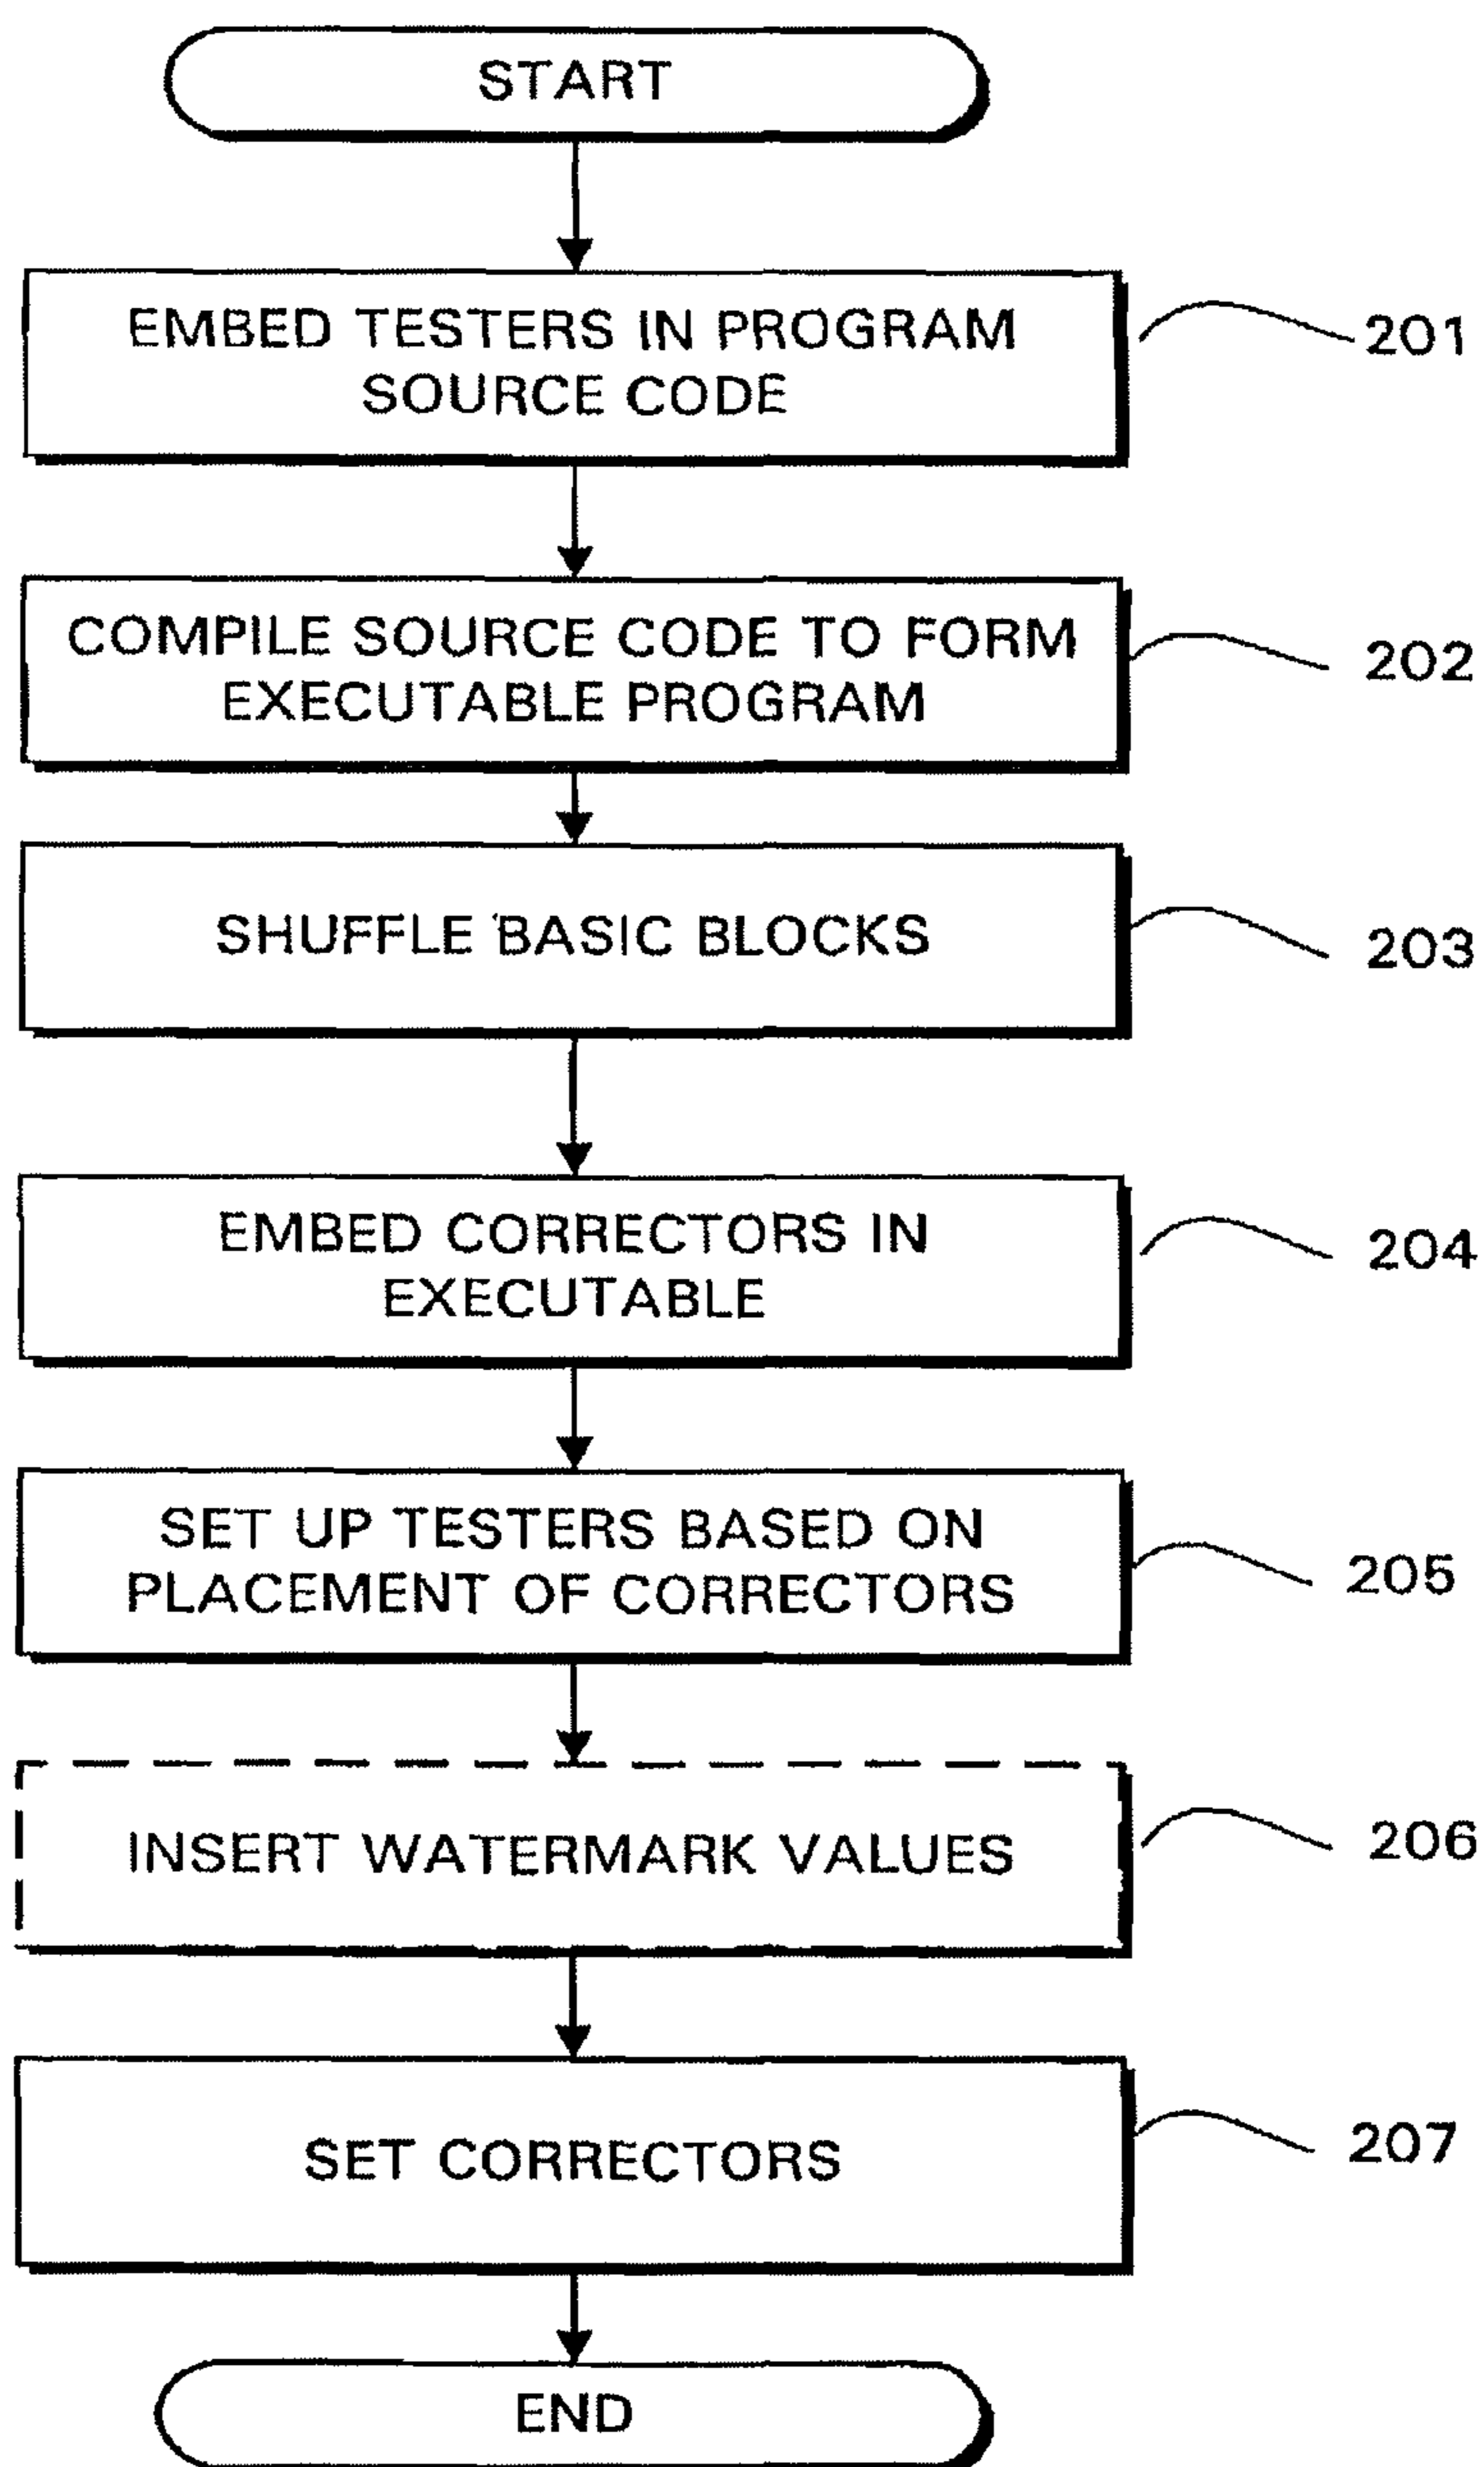 START
EMBED TESTERS IN PROGRAM
SOURCE CODE
201
COMPILE SOURCE CODE TO FORM
EXECUTABLE PROGRAM
202
SHUFFLE BASIC BLOCKS
203
EMBED CORRECTORS IN
EXECUTABLE
204
SET UP TESTERS BASED ON
PLACEMENT OF CORRECTORS
205
INSERT WATERMARK VALUES
206
SET CORRECTORS
207
END